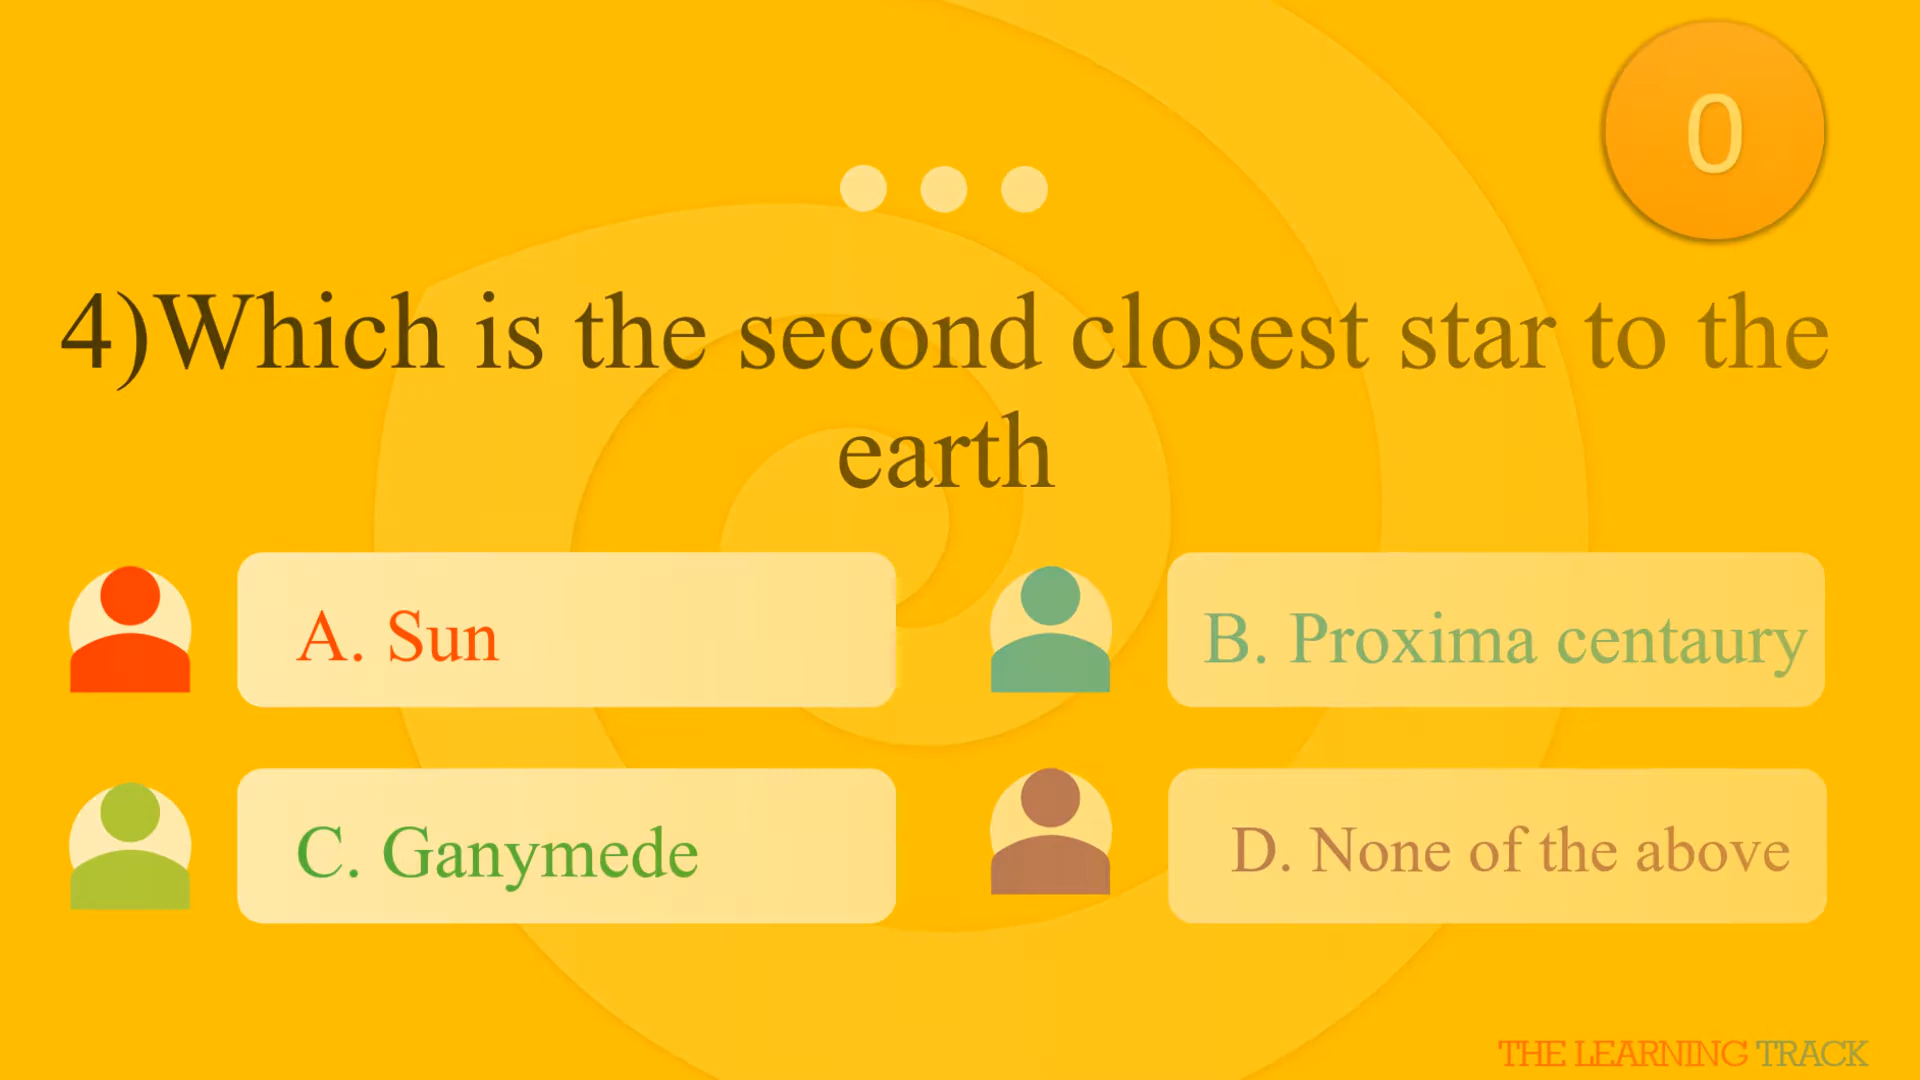 0
4)Which is the second closest star to the
earth
A. Sun
B. Proxima centaury
C. Ganymede
D. None of the above
THE LEARNING TRACK